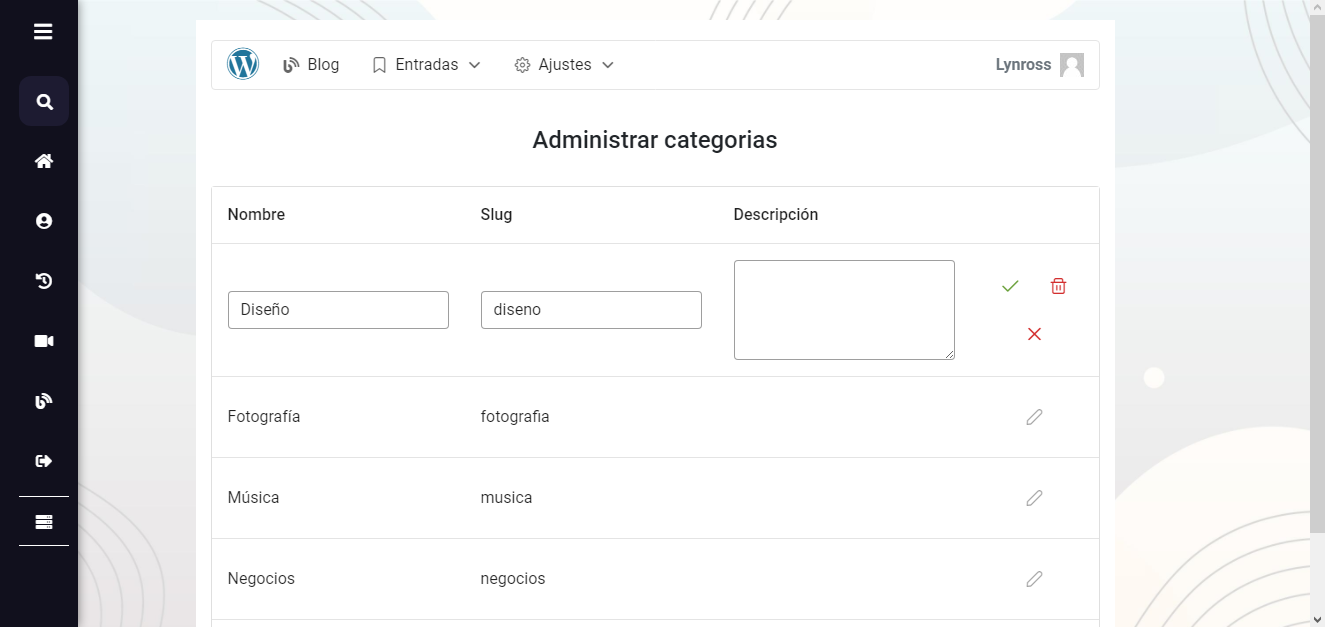 Blog Entradas Ajustes Lynross
Administrar categorias
Nombre Slug Descripción
Diseño diseno
Fotografía fotografia
Música musica
Negocios negocios